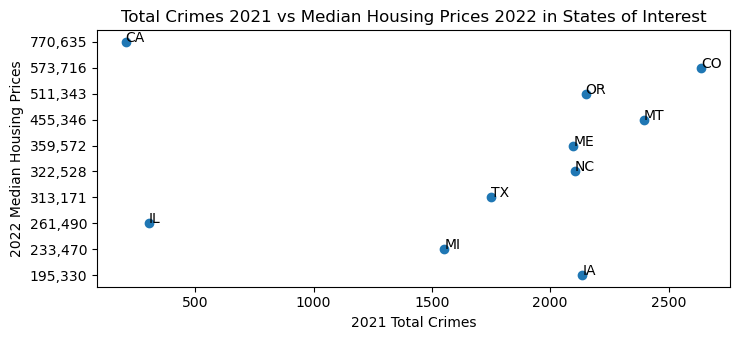 Total Crimes 2021 vs Median Housing Prices 2022 in States of Interest
2022 Median Housing Prices
770,635
573,716
511,343
455,346
359,572
322,528
313,171
261,490
233,470
195,330
CA
CO
OR
MT
ME
NC
TX
IL
MI
IA
500
1000
1500
2000
2500
2021 Total Crimes